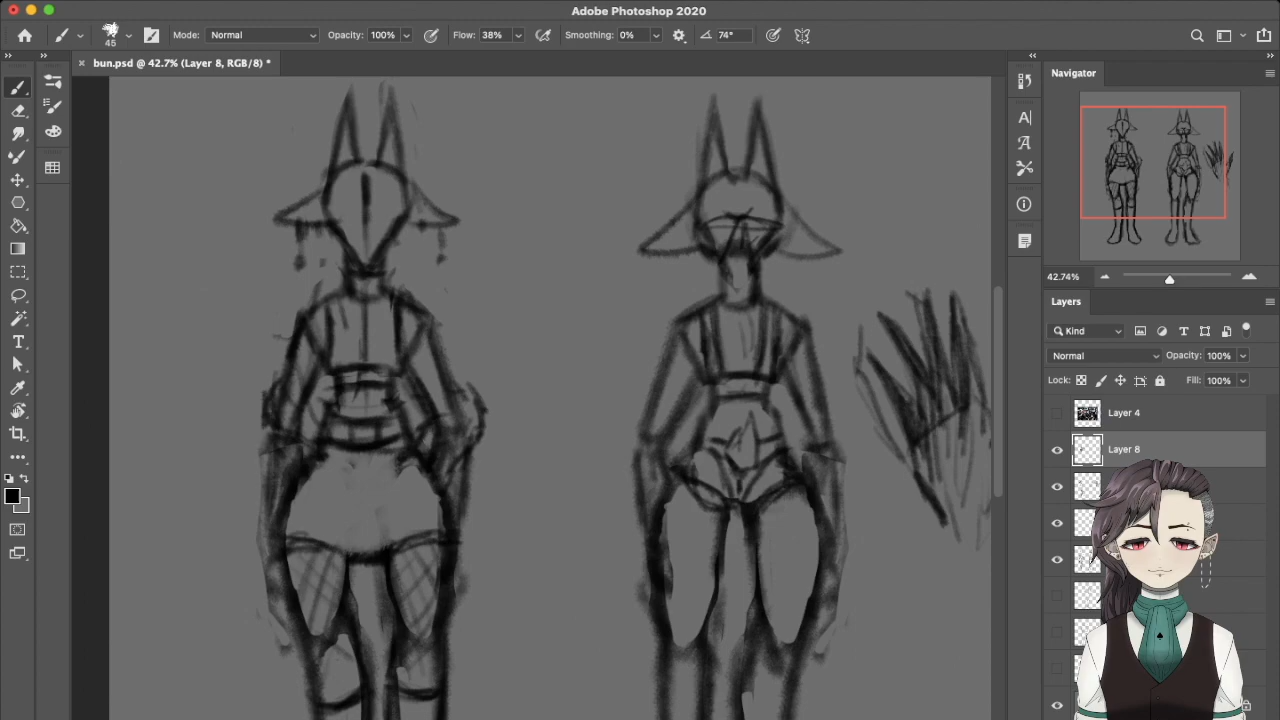 Adobe Photoshop 2020
45
Mode: Normal
Opacity: 100%
Flow: 38%
Smoothing: 0%
74°
bun.psd @ 42.7% (Layer 8, RGB/8) *
Navigator
42.74%
Layers
Kind
Normal
Opacity: 100%
Lock:
Fill: 100%
Layer 4
Layer 8